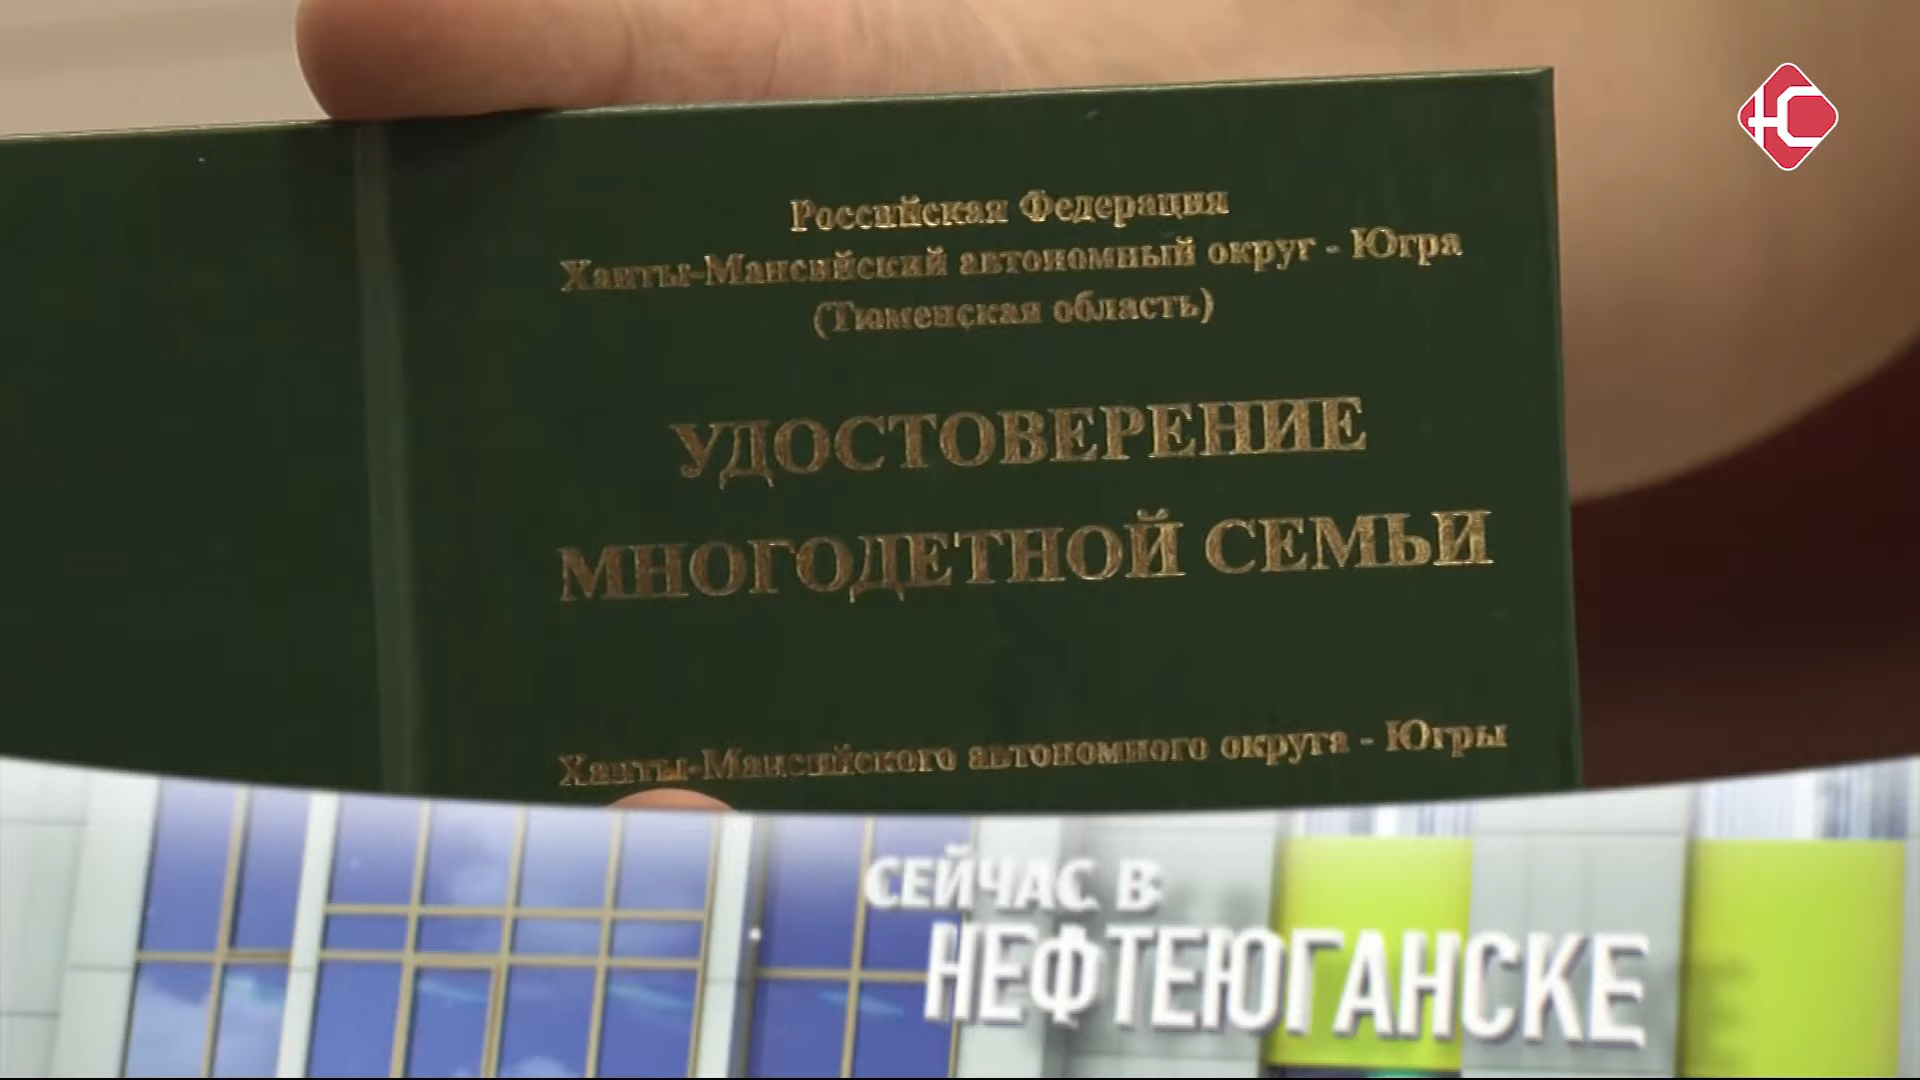 Российская Федерация
Ханты-Мансийский автономный округ - Югра
(Тюменская область)
УДОСТОВЕРЕНИЕ
МНОГОДЕТНОЙ СЕМЬИ
Ханты-Мансийского автономного округа - Югры
СЕЙЧАС В
НЕФТЕЮГАНСКЕ